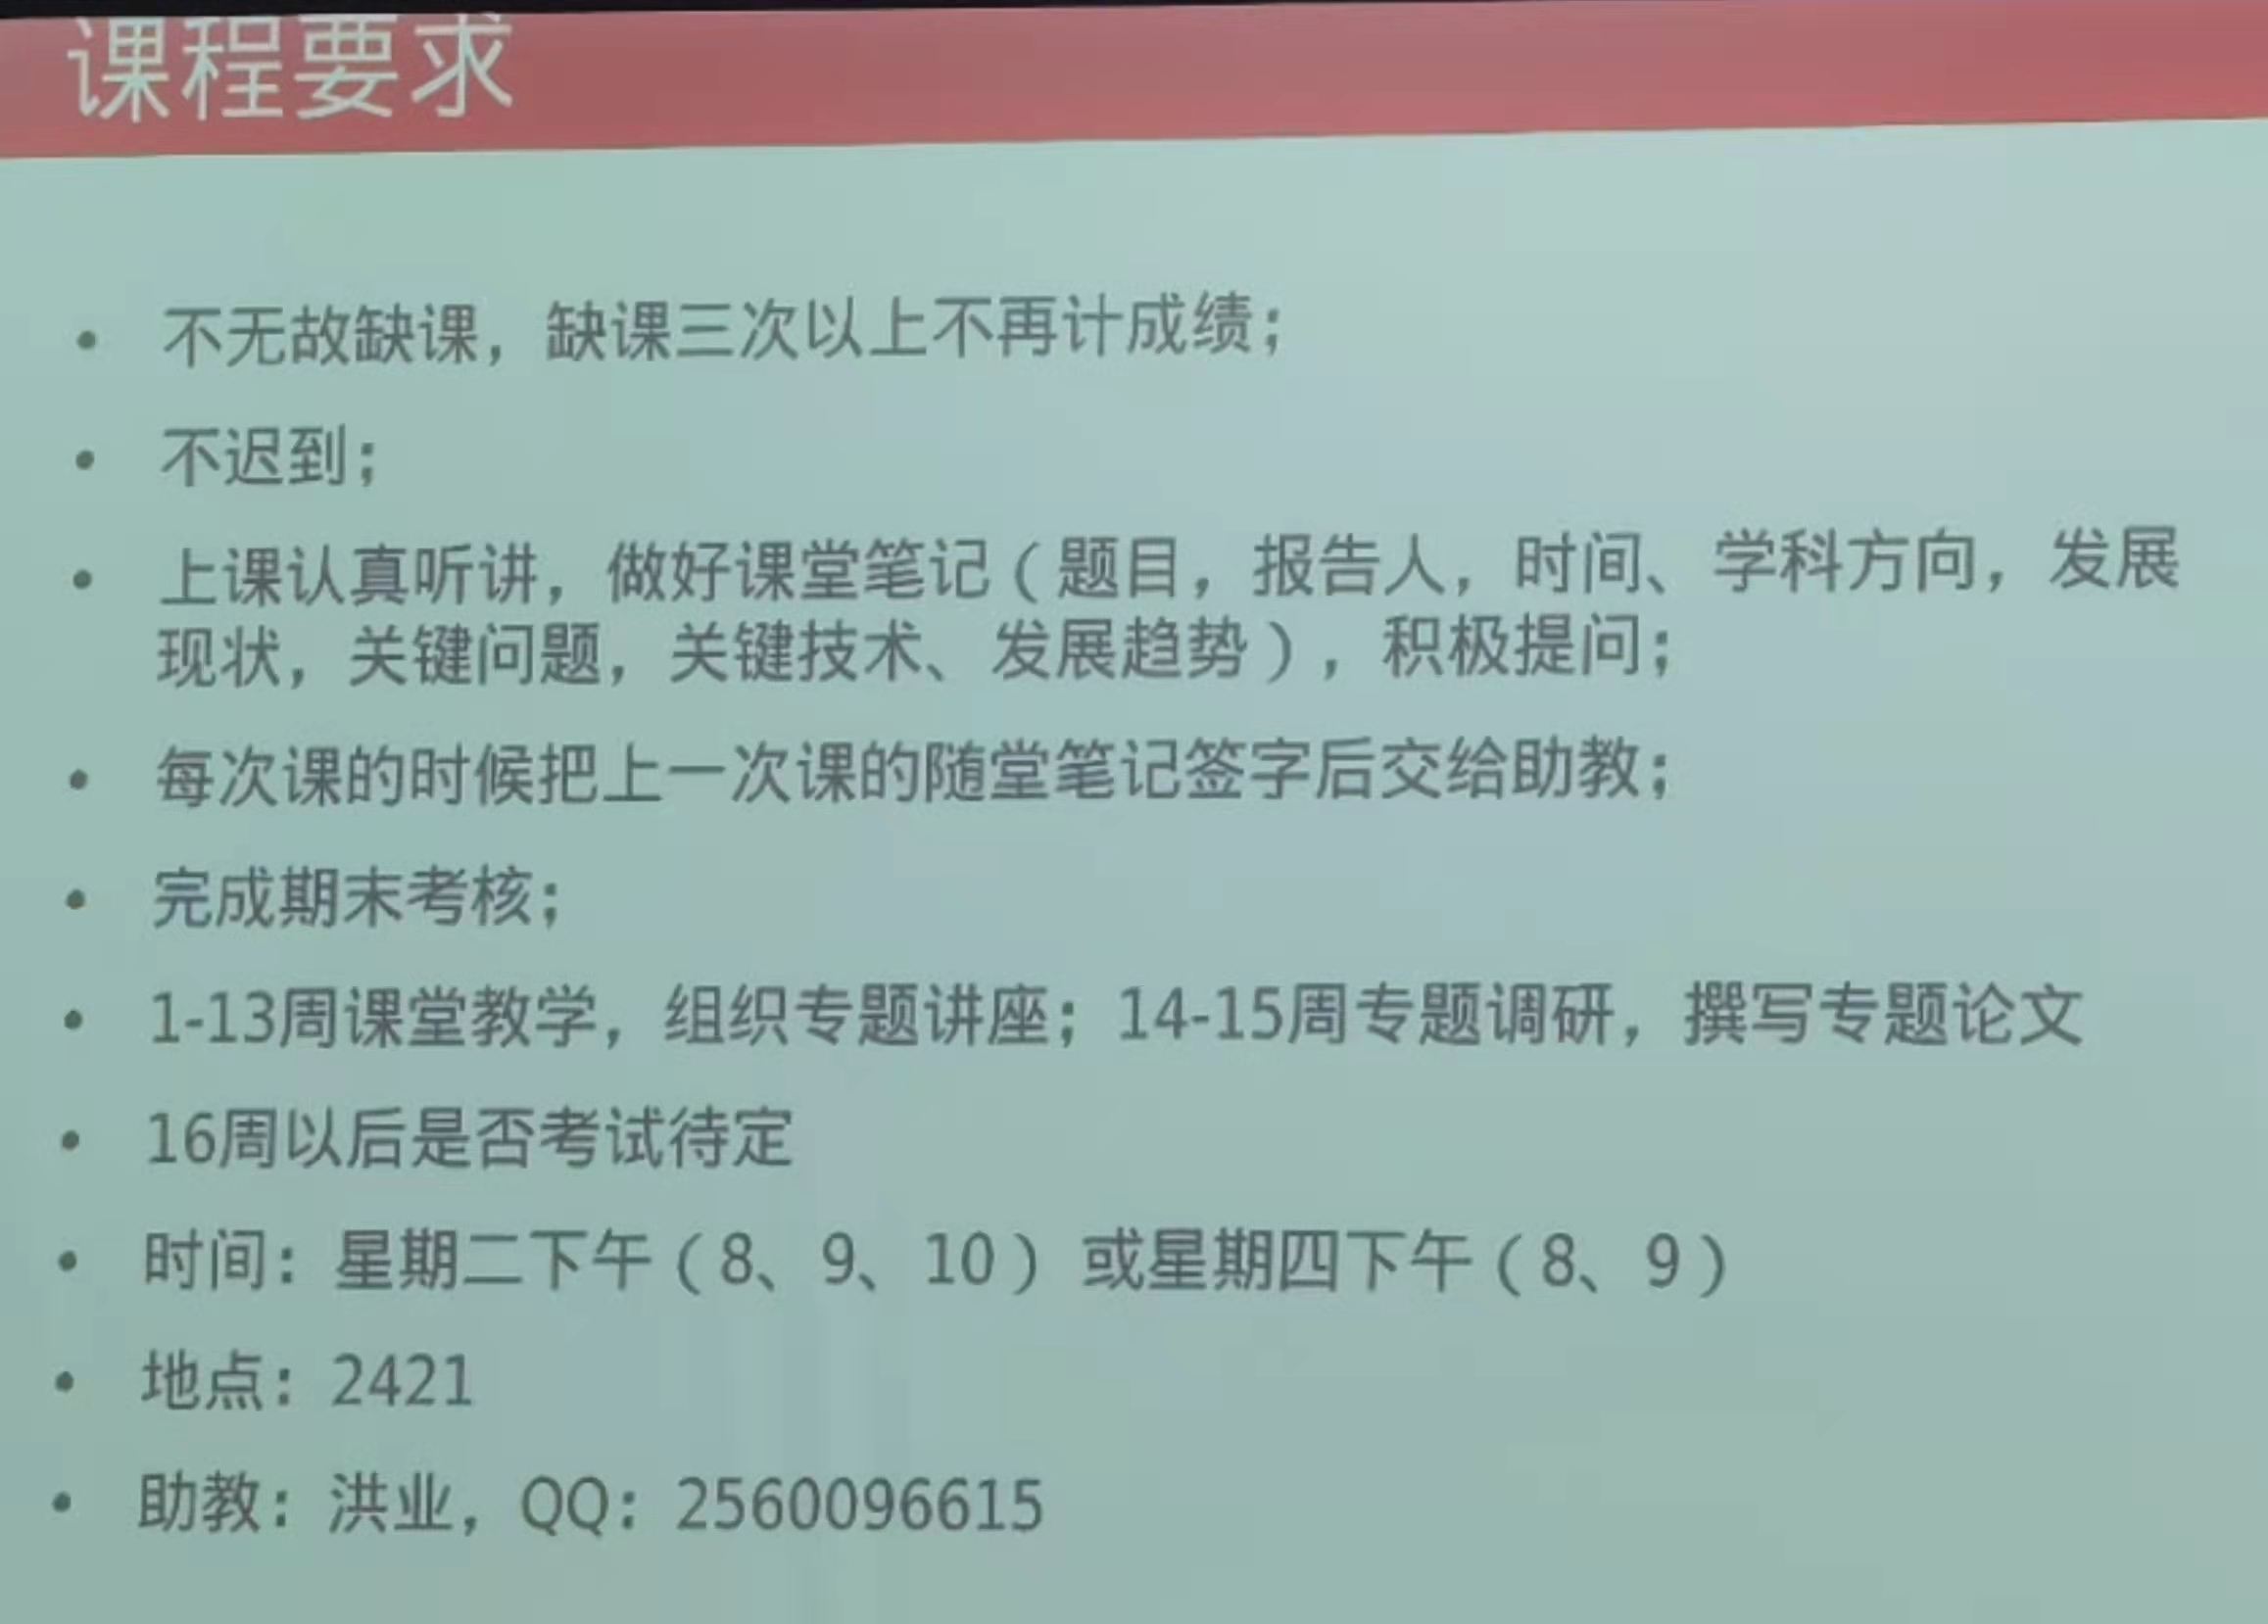 课程要求
• 不无故缺课，缺课三次以上不再计成绩；
• 不迟到；
• 上课认真听讲，做好课堂笔记（题目，报告人，时间、学科方向，发展
现状，关键问题，关键技术、发展趋势），积极提问；
• 每次课的时候把上一次课的随堂笔记签字后交给助教；
• 完成期末考核；
• 1-13周课堂教学，组织专题讲座；14-15周专题调研，撰写专题论文
• 16周以后是否考试待定
• 时间：星期二下午（8、9、10）或星期四下午（8、9）
• 地点：2421
• 助教：洪业，QQ：2560096615